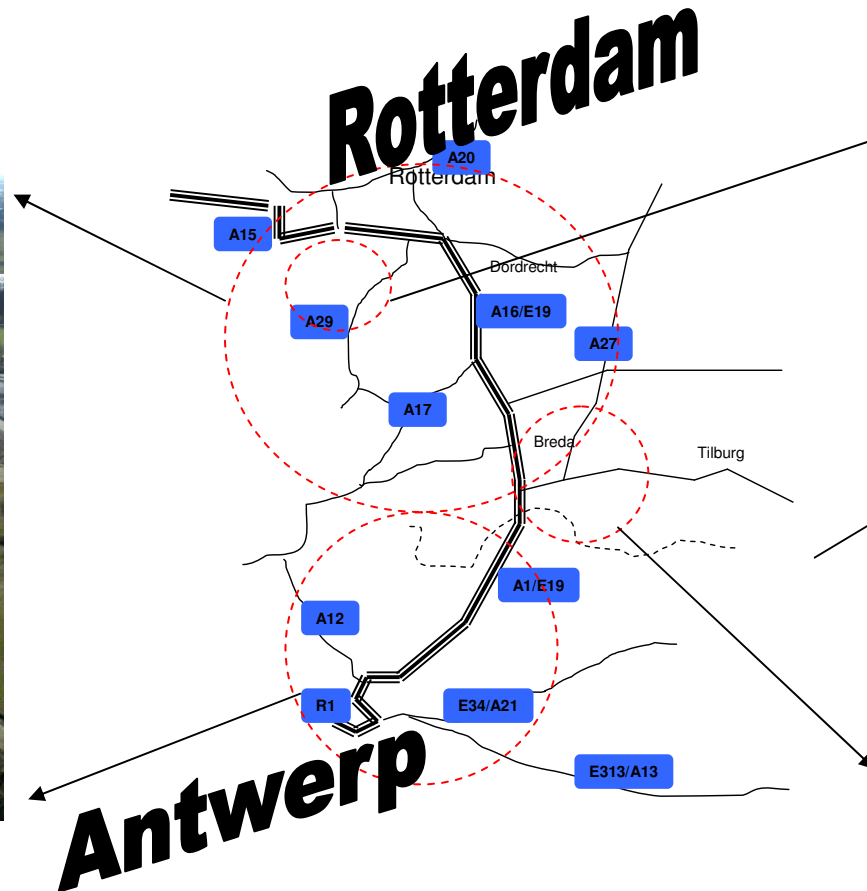 Rotterdam
A20
Rotterdam
A15
Dordrecht
A29
A16/E19
A27
A17
Breda
Tilburg
A1/E19
A12
R1
E34/A21
E313/A13
Antwerp